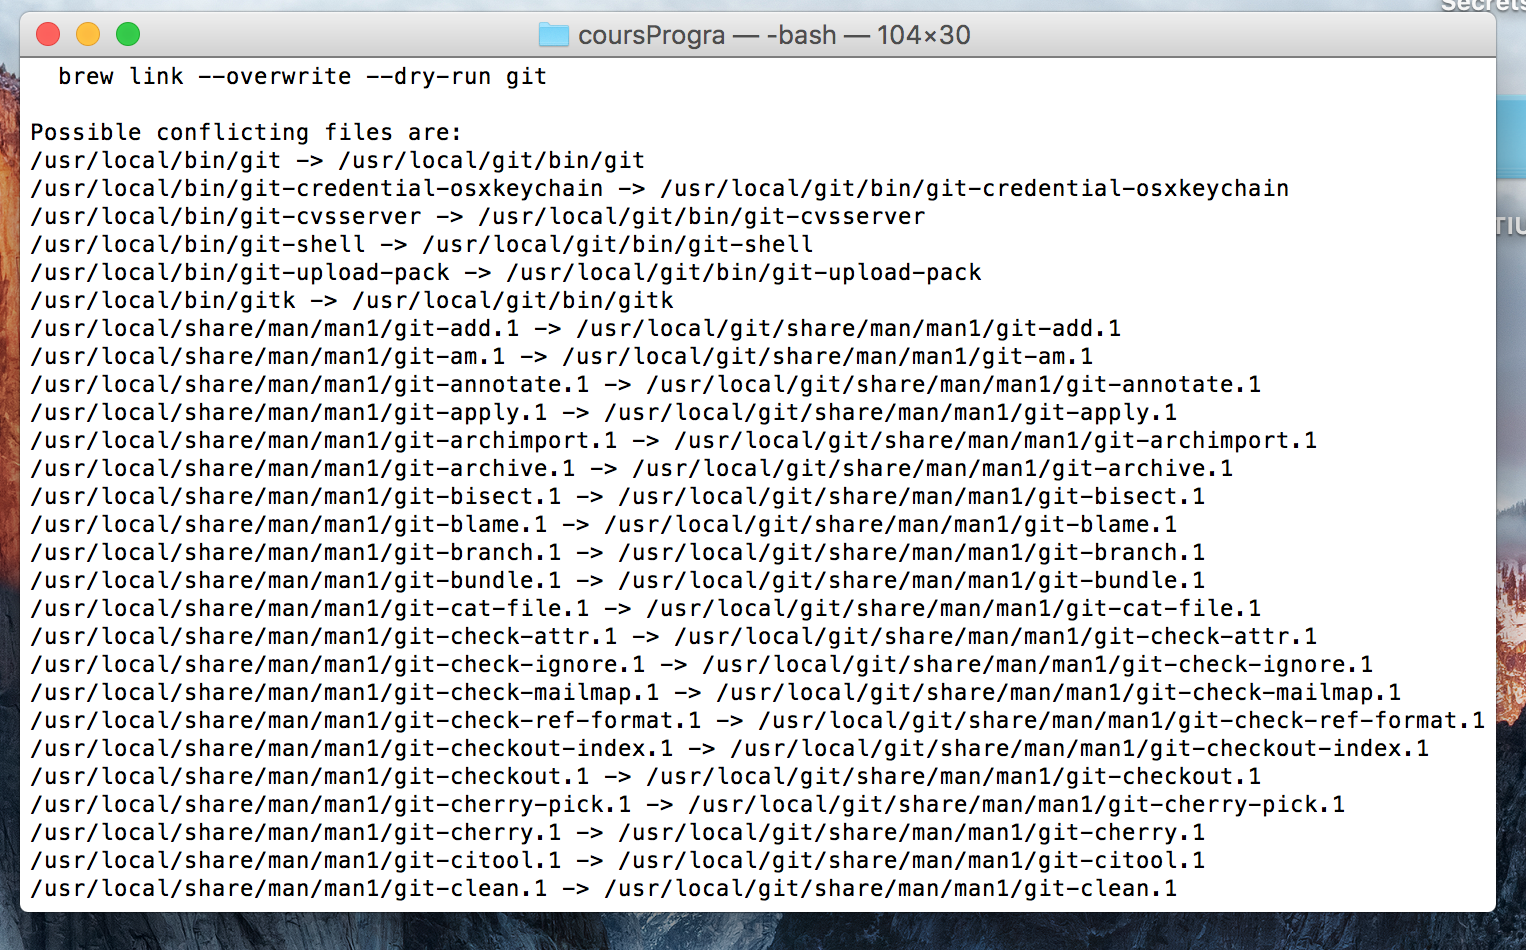 Secrets
coursProgra — -bash — 104×30
brew link --overwrite --dry-run git
Possible conflicting files are:
/usr/local/bin/git -> /usr/local/git/bin/git
/usr/local/bin/git-credential-osxkeychain -> /usr/local/git/bin/git-credential-osxkeychain
/usr/local/bin/git-cvsserver -> /usr/local/git/bin/git-cvsserver
/usr/local/bin/git-shell -> /usr/local/git/bin/git-shell
/usr/local/bin/git-upload-pack -> /usr/local/git/bin/git-upload-pack
/usr/local/bin/gitk -> /usr/local/git/bin/gitk
/usr/local/share/man/man1/git-add.1 -> /usr/local/git/share/man/man1/git-add.1
/usr/local/share/man/man1/git-am.1 -> /usr/local/git/share/man/man1/git-am.1
/usr/local/share/man/man1/git-annotate.1 -> /usr/local/git/share/man/man1/git-annotate.1
/usr/local/share/man/man1/git-apply.1 -> /usr/local/git/share/man/man1/git-apply.1
/usr/local/share/man/man1/git-archimport.1 -> /usr/local/git/share/man/man1/git-archimport.1
/usr/local/share/man/man1/git-archive.1 -> /usr/local/git/share/man/man1/git-archive.1
/usr/local/share/man/man1/git-bisect.1 -> /usr/local/git/share/man/man1/git-bisect.1
/usr/local/share/man/man1/git-blame.1 -> /usr/local/git/share/man/man1/git-blame.1
/usr/local/share/man/man1/git-branch.1 -> /usr/local/git/share/man/man1/git-branch.1
/usr/local/share/man/man1/git-bundle.1 -> /usr/local/git/share/man/man1/git-bundle.1
/usr/local/share/man/man1/git-cat-file.1 -> /usr/local/git/share/man/man1/git-cat-file.1
/usr/local/share/man/man1/git-check-attr.1 -> /usr/local/git/share/man/man1/git-check-attr.1
/usr/local/share/man/man1/git-check-ignore.1 -> /usr/local/git/share/man/man1/git-check-ignore.1
/usr/local/share/man/man1/git-check-mailmap.1 -> /usr/local/git/share/man/man1/git-check-mailmap.1
/usr/local/share/man/man1/git-check-ref-format.1 -> /usr/local/git/share/man/man1/git-check-ref-format.1
/usr/local/share/man/man1/git-checkout-index.1 -> /usr/local/git/share/man/man1/git-checkout-index.1
/usr/local/share/man/man1/git-checkout.1 -> /usr/local/git/share/man/man1/git-checkout.1
/usr/local/share/man/man1/git-cherry-pick.1 -> /usr/local/git/share/man/man1/git-cherry-pick.1
/usr/local/share/man/man1/git-cherry.1 -> /usr/local/git/share/man/man1/git-cherry.1
/usr/local/share/man/man1/git-citool.1 -> /usr/local/git/share/man/man1/git-citool.1
/usr/local/share/man/man1/git-clean.1 -> /usr/local/git/share/man/man1/git-clean.1